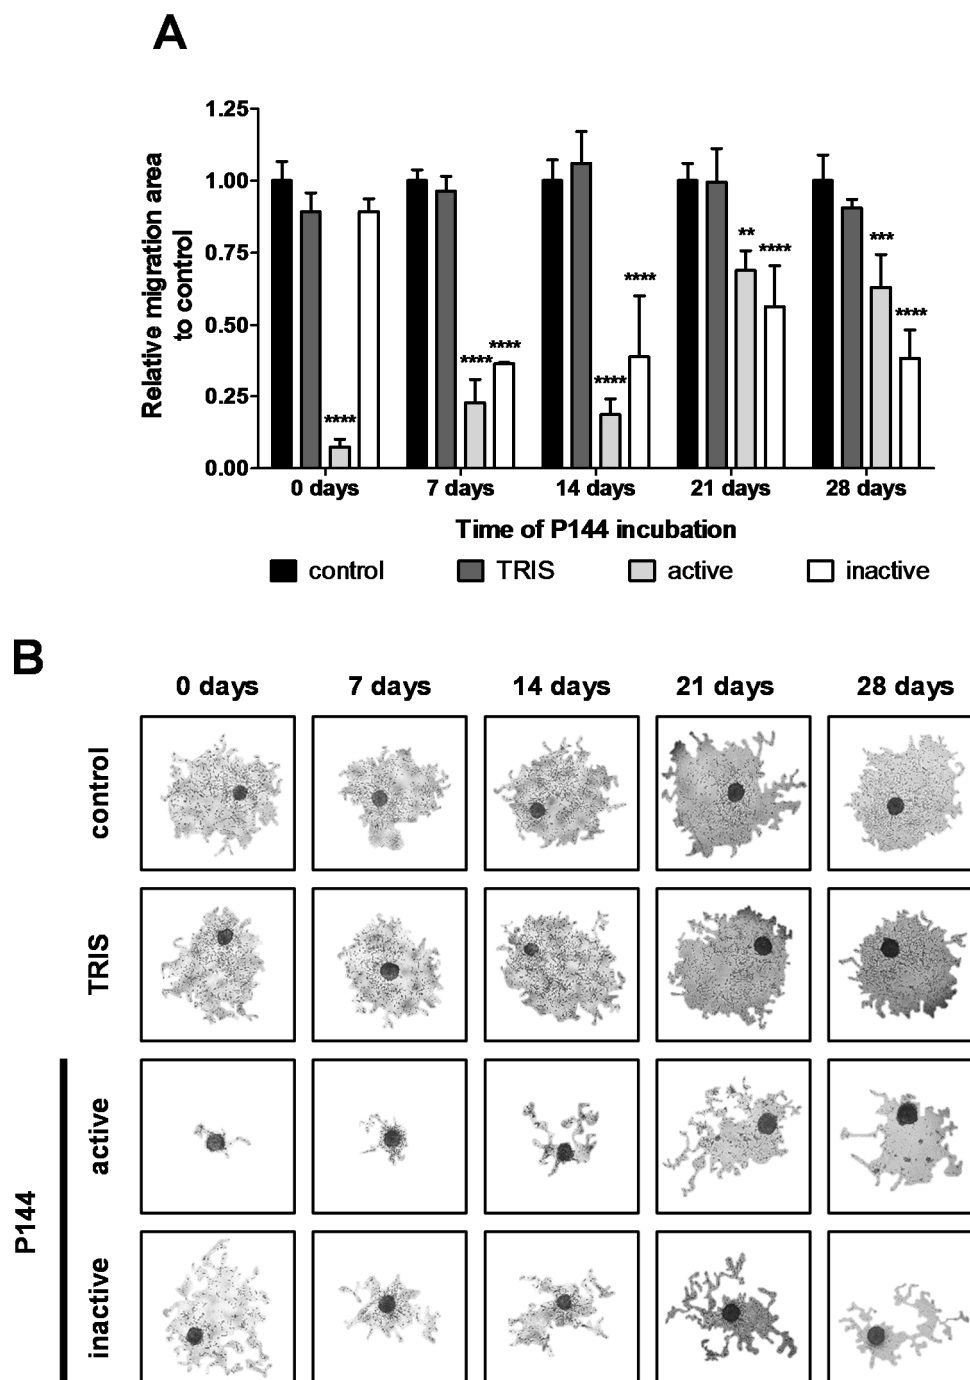 A
Relative migration area
to control
1.25
1.00
0.75
0.50
0.25
0.00
****
****
****
****
****
**
****
***
****
0 days
7 days
14 days
21 days
28 days
Time of P144 incubation
control
TRIS
active
inactive
B
0 days
7 days
14 days
21 days
28 days
control
TRIS
P144
active
inactive